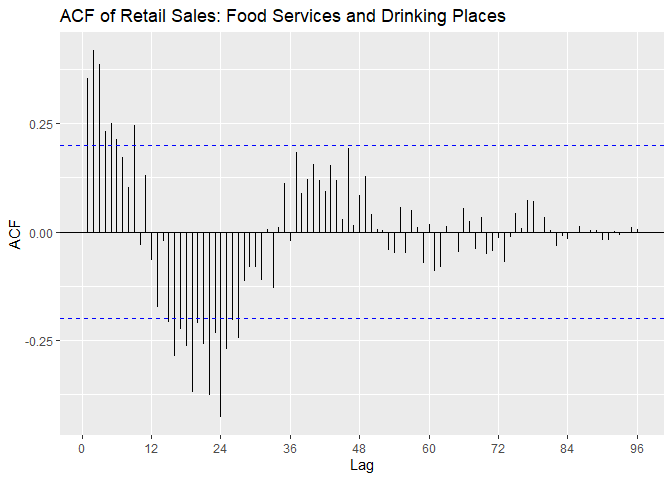 ACF of Retail Sales: Food Services and Drinking Places
ACF
0.25
0.00
-0.25
0 12 24 36 48 60 72 84 96
Lag